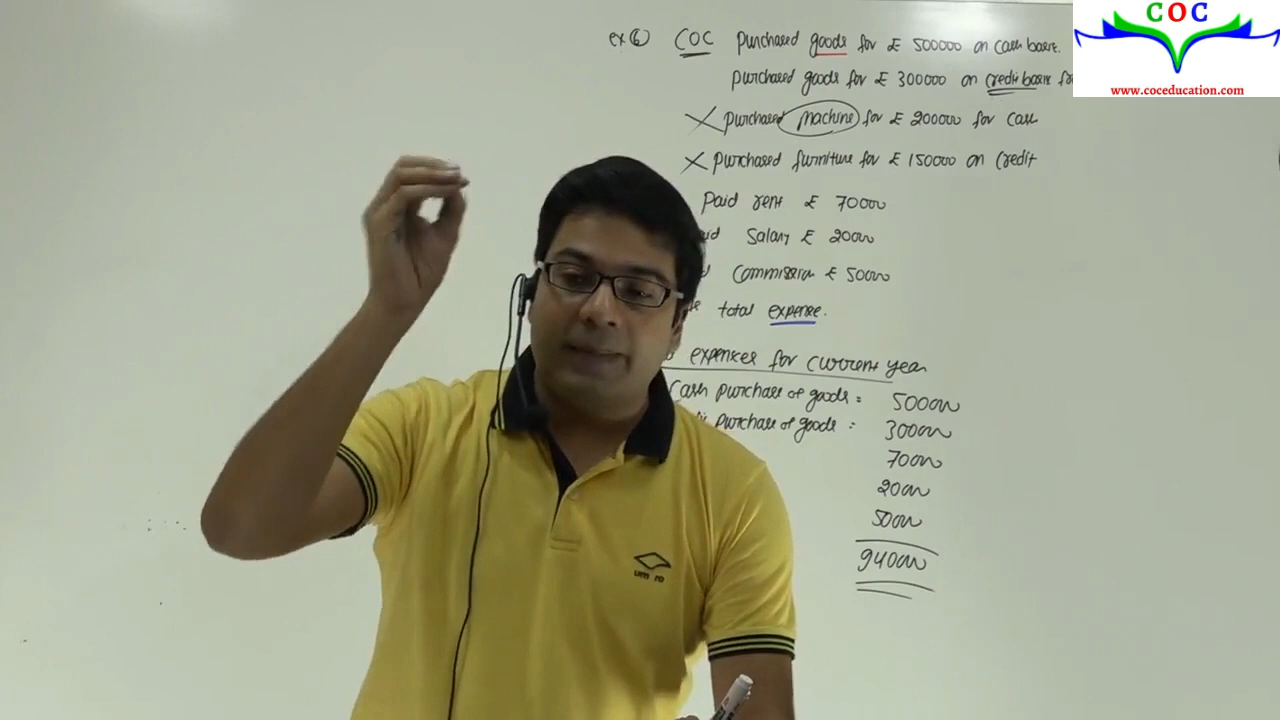 COC
www.coceducation.com
ex 6 COC purchased goods for £ 500000 on cash basis.
purchased goods for £ 300000 on credit basis
purchased machine for £ 200000 for cash
purchased furniture for £ 150000 on credit
paid rent £ 70000
Salary £ 20000
Commission £ 50000
total expense.
expenses for current year
Cash purchase of goods = 500000
purchase of goods : 300000
70000
20000
50000
940000